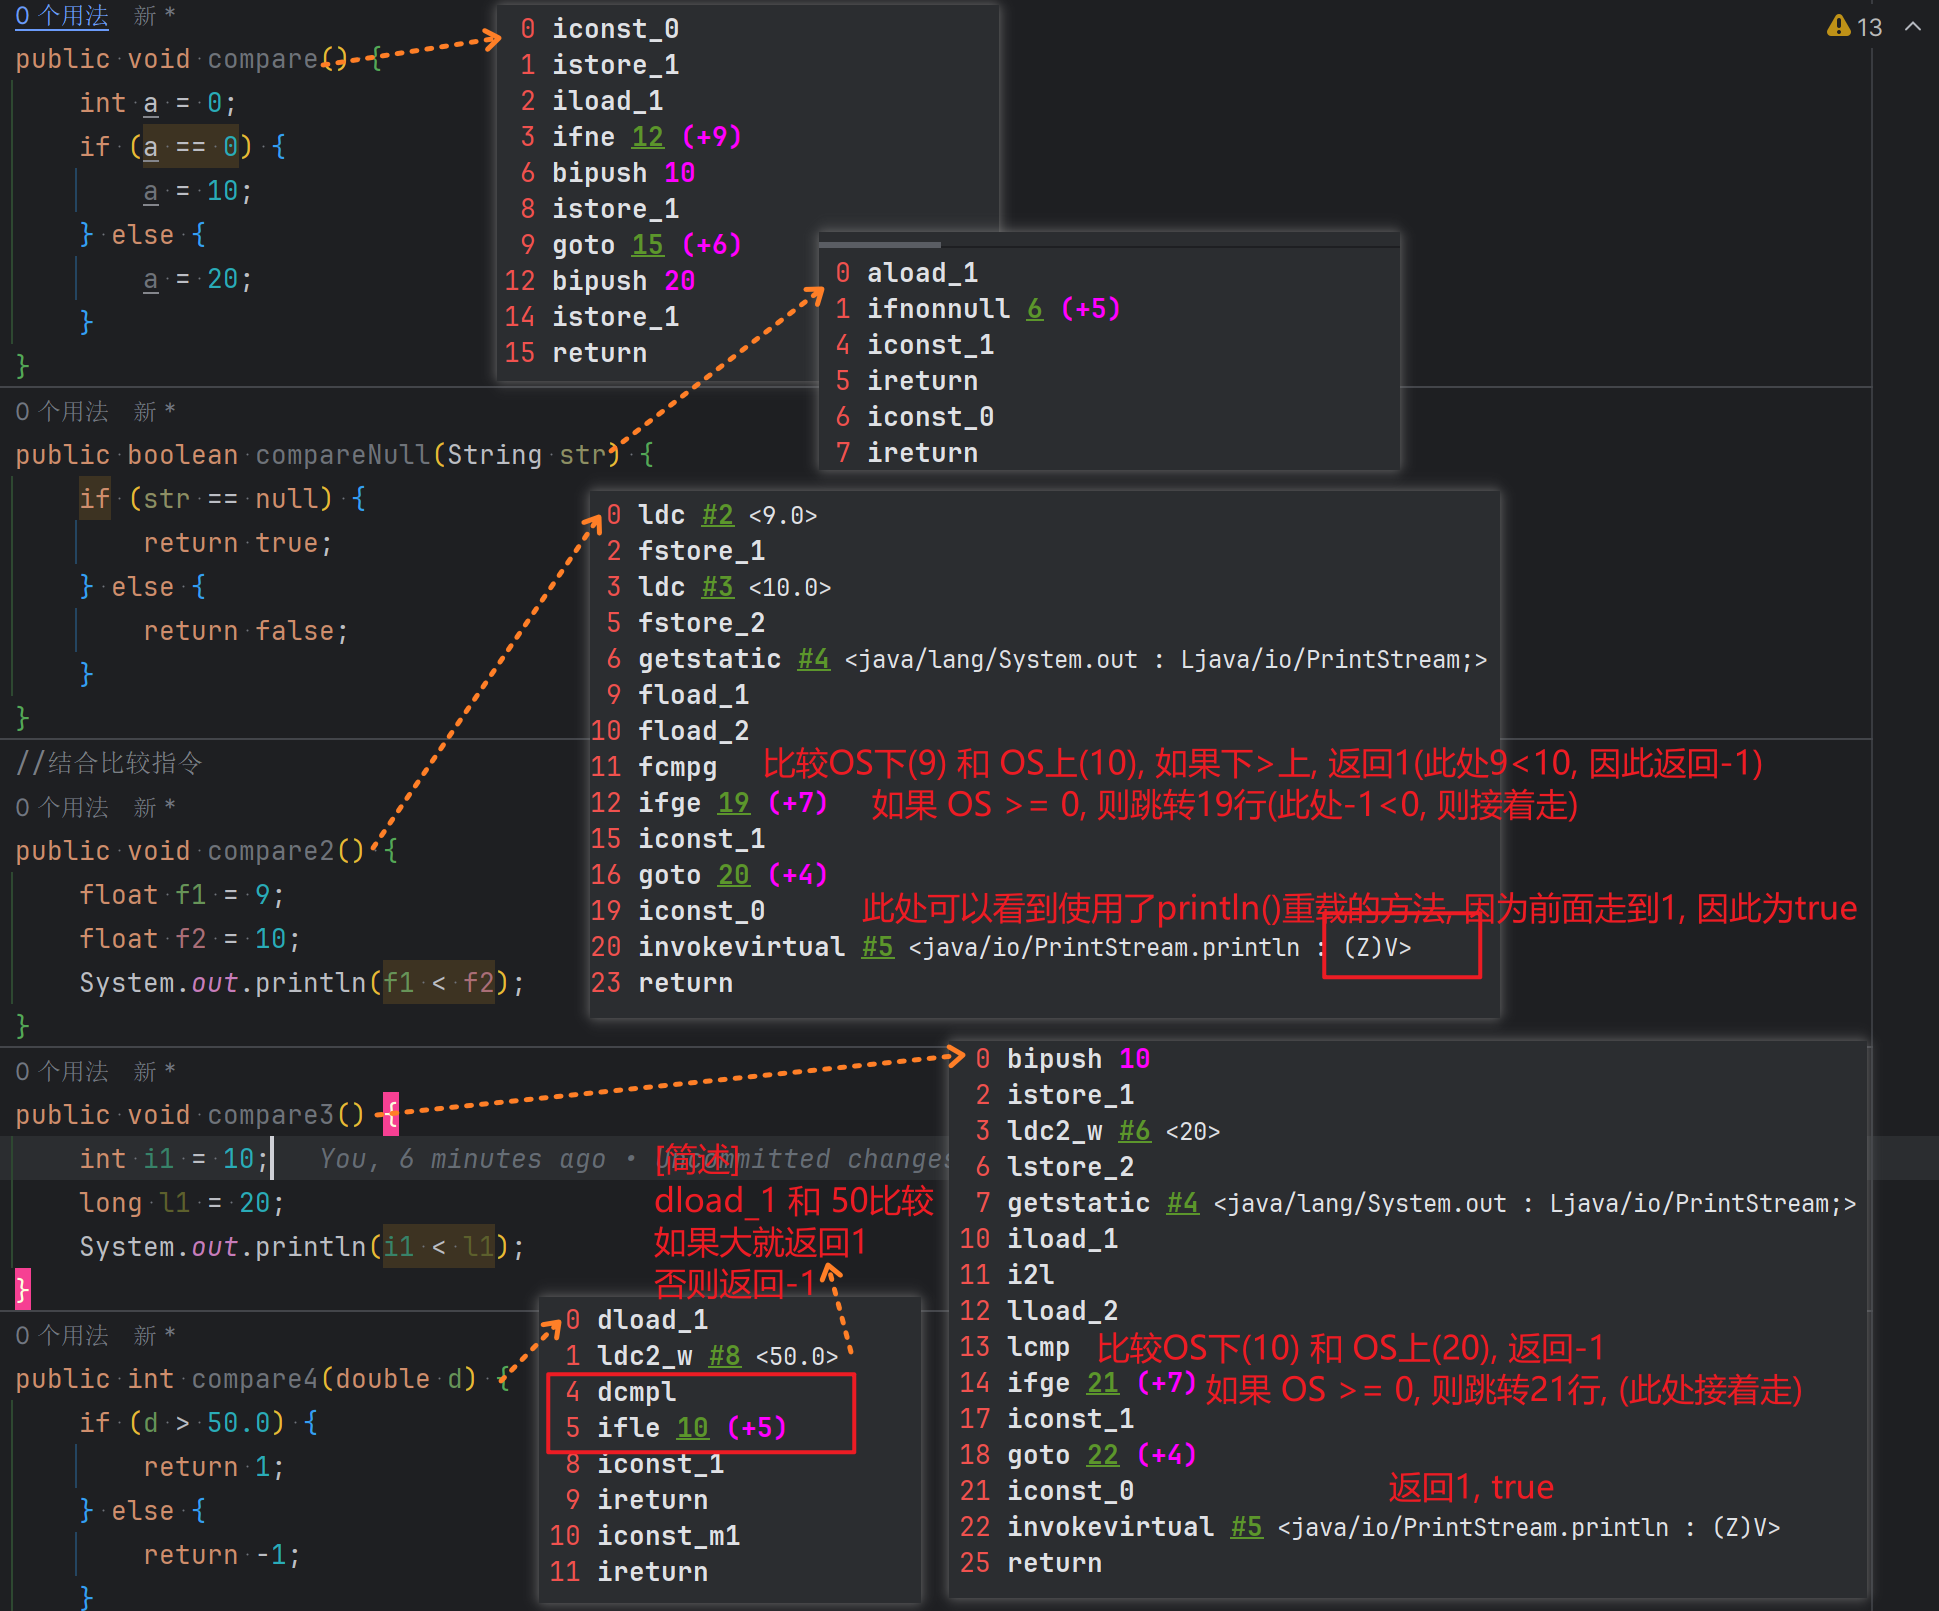 0 个用法 新 *
public void compare() {
int a = 0;
if (a == 0) {
a = 10;
} else {
a = 20;
}
}
0 iconst_0
1 istore_1
2 iload_1
3 ifne 12 (+9)
6 bipush 10
8 istore_1
9 goto 15 (+6)
12 bipush 20
14 istore_1
15 return
13
0 个用法 新 *
public boolean compareNull(String str) {
if (str == null) {
return true;
} else {
return false;
}
}
0 aload_1
1 ifnonnull 6 (+5)
4 iconst_1
5 ireturn
6 iconst_0
7 ireturn
//结合比较指令
0 个用法 新 *
public void compare2() {
float f1 = 9;
float f2 = 10;
System.out.println(f1 < f2);
}
0 ldc #2 <9.0>
2 fstore_1
3 ldc #3 <10.0>
5 fstore_2
6 getstatic #4 <java/lang/System.out : Ljava/io/PrintStream;>
9 fload_1
10 fload_2
11 fcmpg 比较OS下(9) 和 OS上(10), 如果下>上, 返回1(此处9<10, 因此返回-1)
12 ifge 19 (+7) 如果 OS >= 0, 则跳转19行(此处-1<0, 则接着走)
15 iconst_1
16 goto 20 (+4)
19 iconst_0 此处可以看到使用了println()重载的方法, 因为前面走到1, 因此为true
20 invokevirtual #5 <java/io/PrintStream.println : (Z)V>
23 return
0 个用法 新 *
public void compare3() {
int i1 = 10; You, 6 minutes ago • Uncommitted changes
long l1 = 20;
System.out.println(i1 < l1);
}
[简述]
dload_1 和 50比较
如果大就返回1
否则返回-1
0 bipush 10
2 istore_1
3 ldc2_w #6 <20>
6 lstore_2
7 getstatic #4 <java/lang/System.out : Ljava/io/PrintStream;>
10 iload_1
11 i2l
12 lload_2
13 lcmp 比较OS下(10) 和 OS上(20), 返回-1
14 ifge 21 (+7) 如果 OS >= 0, 则跳转21行, (此处接着走)
17 iconst_1
18 goto 22 (+4)
21 iconst_0 返回1, true
22 invokevirtual #5 <java/io/PrintStream.println : (Z)V>
25 return
0 个用法 新 *
public int compare4(double d) {
if (d > 50.0) {
return 1;
} else {
return -1;
}
0 dload_1
1 ldc2_w #8 <50.0>
4 dcmpl
5 ifle 10 (+5)
8 iconst_1
9 ireturn
10 iconst_m1
11 ireturn